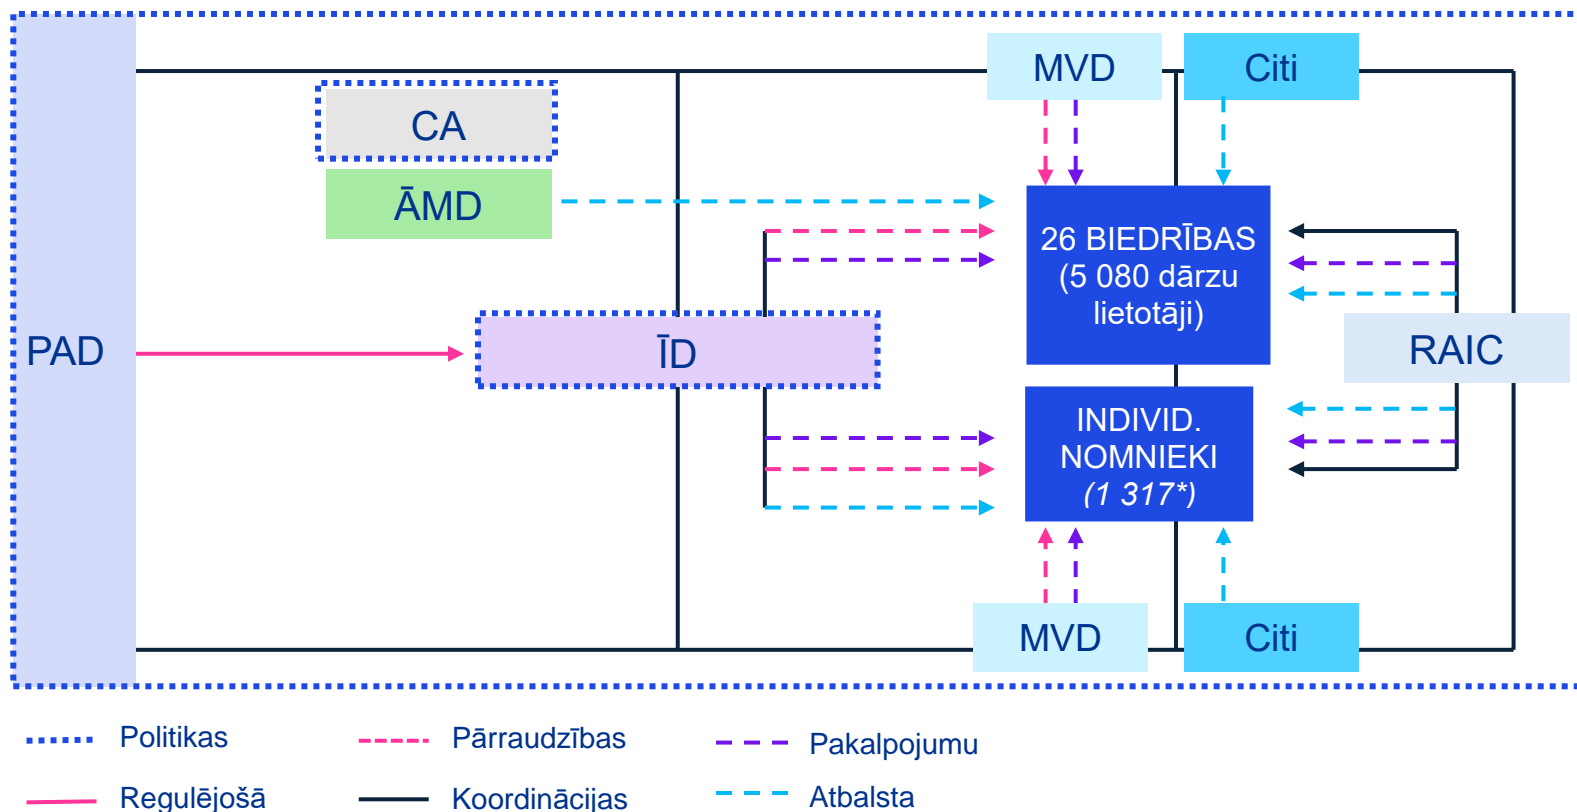 MVD
Citi
CA
ĀMD
26 BIEDRĪBAS
(5 080 dārzu
lietotāji)
PAD
ĪD
RAIC
INDIVID.
NOMNIEKI
(1 317*)
MVD
Citi
Politikas
Pārraudzības
Pakalpojumu
Regulējošā
Koordinācijas
Atbalsta